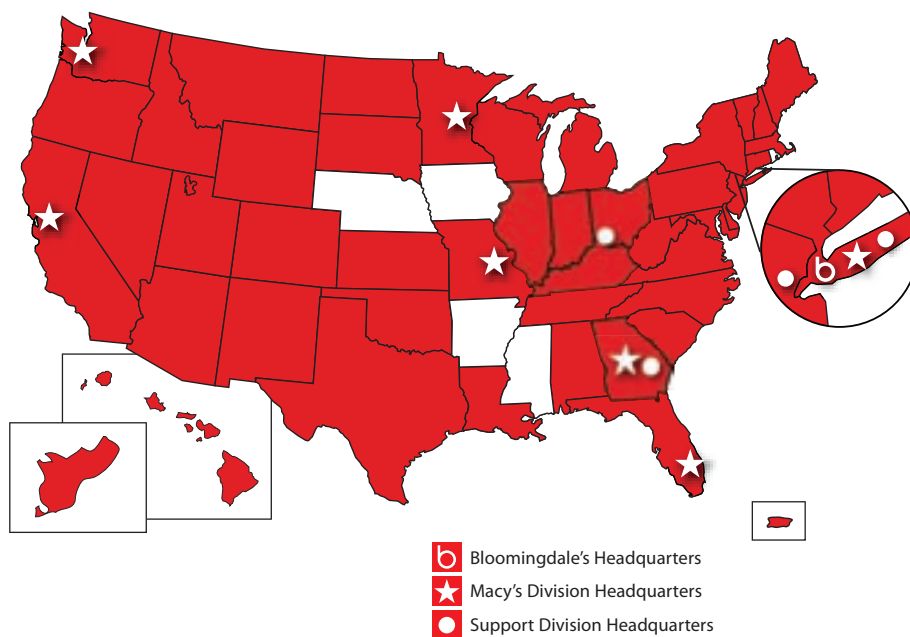 b
b Bloomingdale's Headquarters
Macy's Division Headquarters
Support Division Headquarters